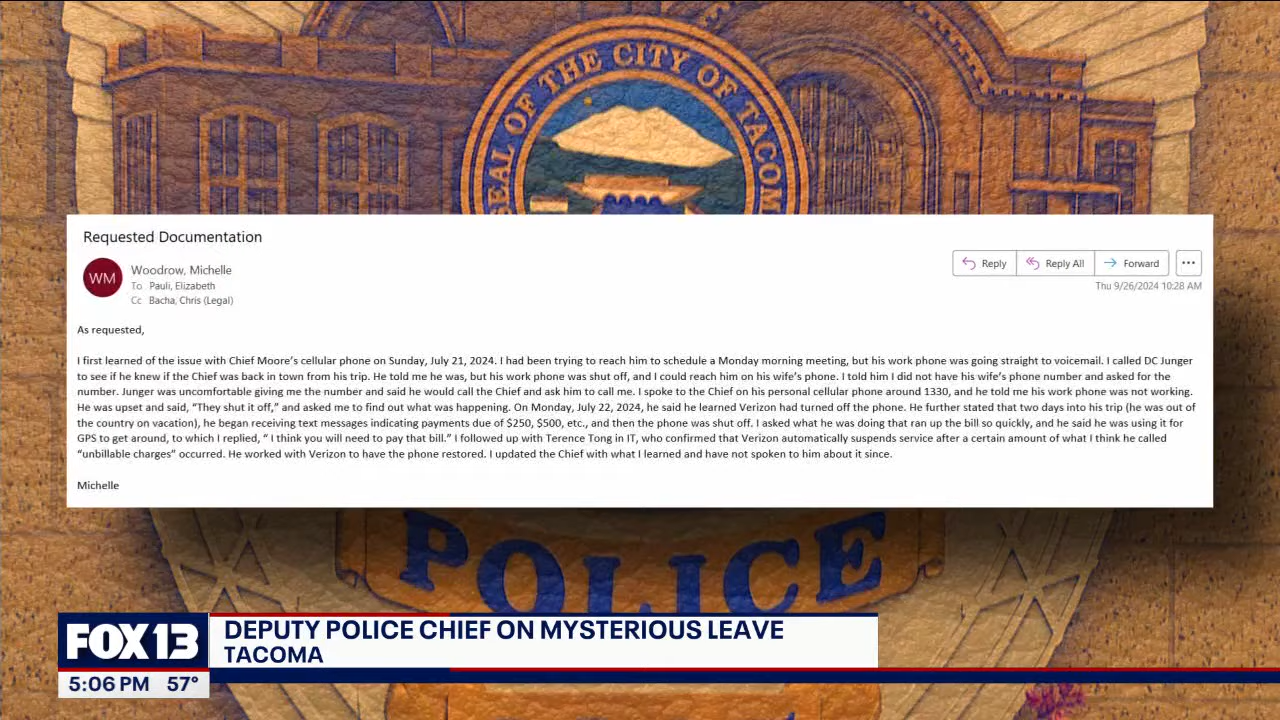 SEAL OF THE CITY OF TACOMA
Requested Documentation
WM
Woodrow, Michelle
To Pauli, Elizabeth
Cc Bacha, Chris (Legal)
Reply
Reply All
Forward
Thu 9/26/2024 10:28 AM
As requested,
I first learned of the issue with Chief Moore's cellular phone on Sunday, July 21, 2024. I had been trying to reach him to schedule a Monday morning meeting, but his work phone was going straight to voicemail. I called DC Junger
to see if he knew if the Chief was back in town from his trip. He told me he was, but his work phone was shut off, and I could reach him on his wife's phone. I told him I did not have his wife's phone number and asked for the
number. Junger was uncomfortable giving me the number and said he would call the Chief and ask him to call me. I spoke to the Chief on his personal cellular phone around 1330, and he told me his work phone was not working.
He was upset and said, "They shut it off," and asked me to find out what was happening. On Monday, July 22, 2024, he said he learned Verizon had turned off the phone. He further stated that two days into his trip (he was out of
the country on vacation), he began receiving text messages indicating payments due of $250, $500, etc., and then the phone was shut off. I asked what he was doing that ran up the bill so quickly, and he said he was using it for
GPS to get around, to which I replied, " I think you will need to pay that bill." I followed up with Terence Tong in IT, who confirmed that Verizon automatically suspends service after a certain amount of what I think he called
"unbillable charges" occurred. He worked with Verizon to have the phone restored. I updated the Chief with what I learned and have not spoken to him about it since.
Michelle
POLICE
FOX 13
DEPUTY POLICE CHIEF ON MYSTERIOUS LEAVE
TACOMA
5:06 PM 57°